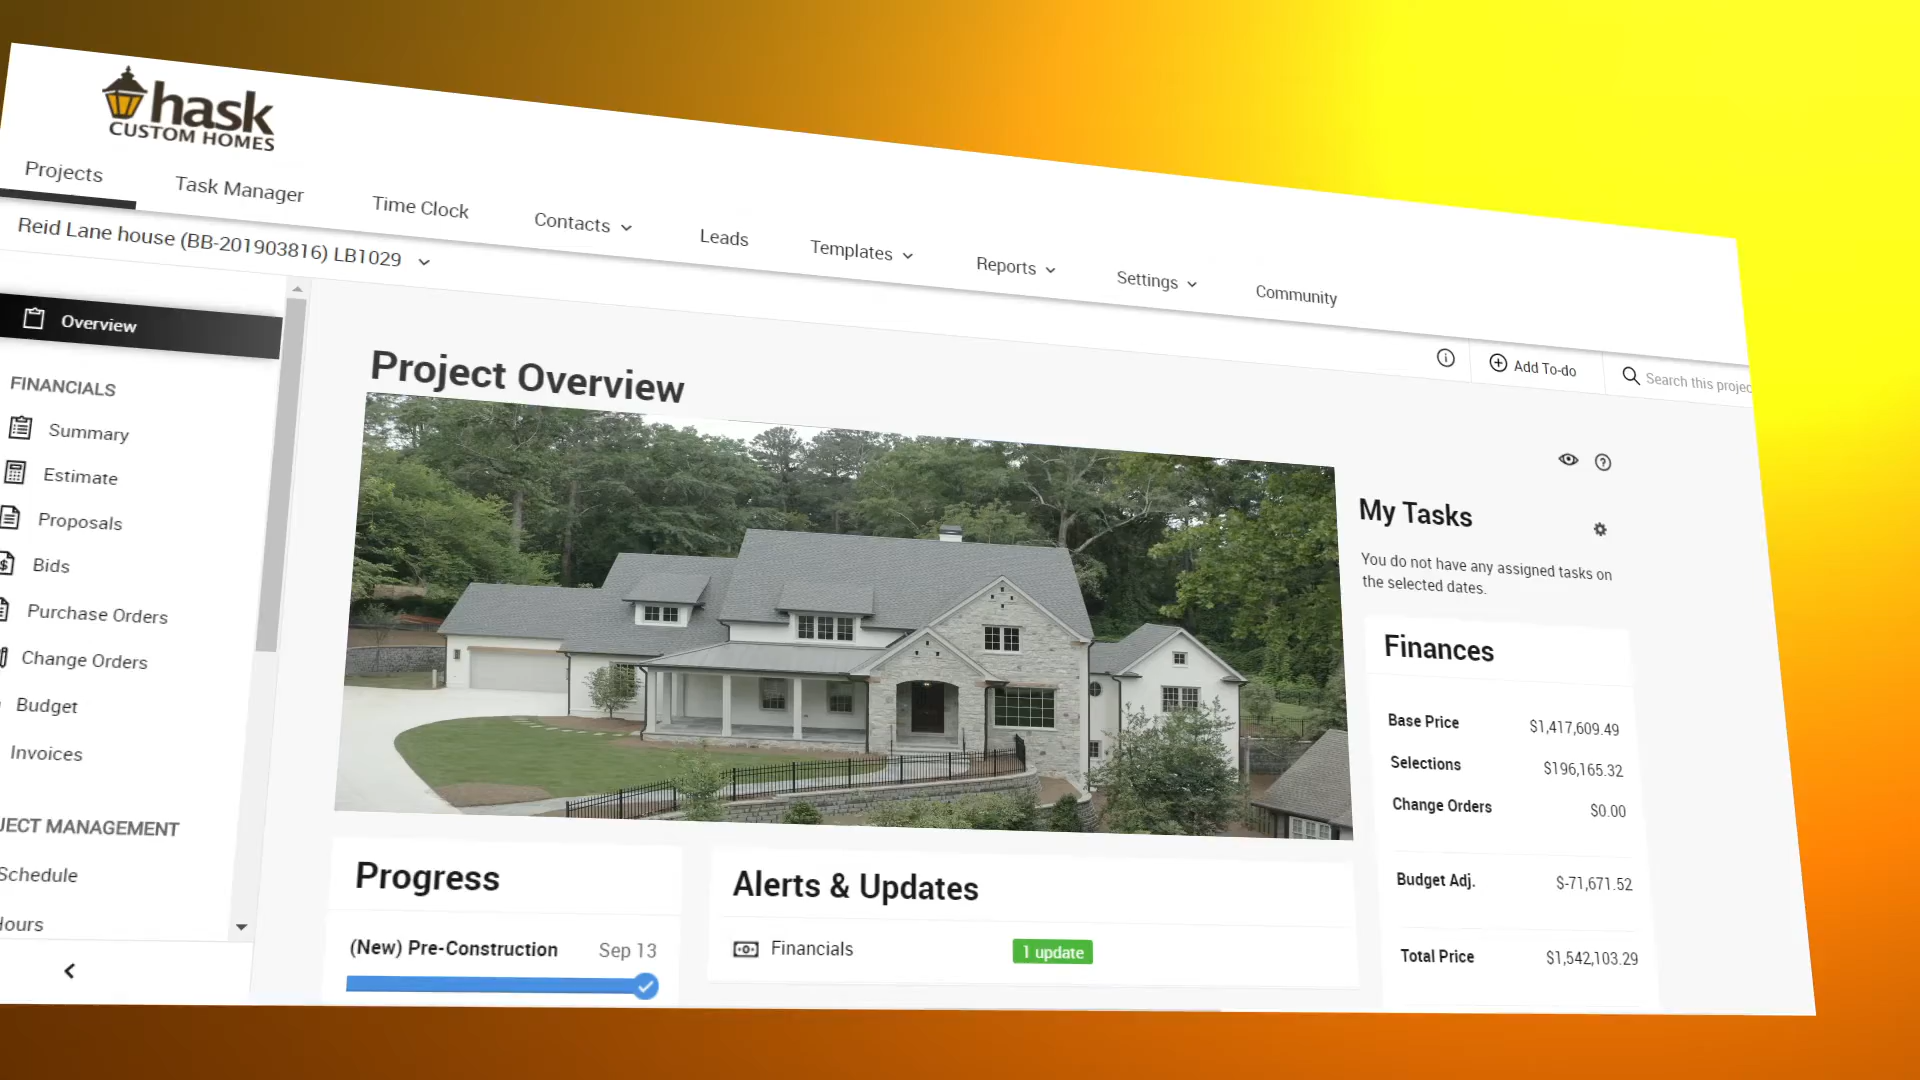 hask
CUSTOM HOMES
Projects
Task Manager
Time Clock
Contacts
Leads
Templates
Reports
Settings
Community
Reid Lane house (BB-201903816) LB1029
Add To-do
Search this projec
Overview
FINANCIALS
Summary
Estimate
Proposals
Bids
Purchase Orders
Change Orders
Budget
Invoices
JECT MANAGEMENT
Schedule
Hours
Project Overview
My Tasks
You do not have any assigned tasks on
the selected dates.
Finances
Base Price $1,417,609.49
Selections $196,165.32
Change Orders $0.00
Budget Adj. $-71,671.52
Total Price $1,542,103.29
Progress
(New) Pre-Construction Sep 13
Alerts & Updates
Financials 1 update